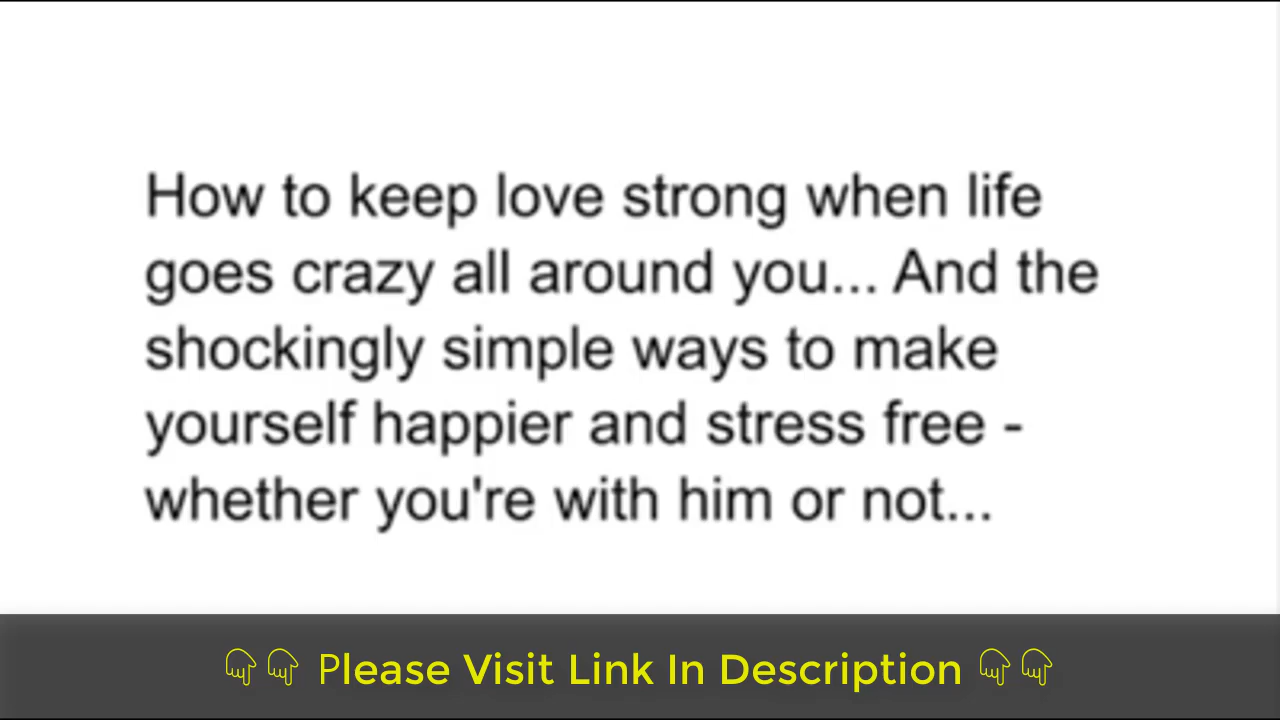 How to keep love strong when life
goes crazy all around you... And the
shockingly simple ways to make
yourself happier and stress free -
whether you're with him or not...
👇👇 Please Visit Link In Description 👇👇